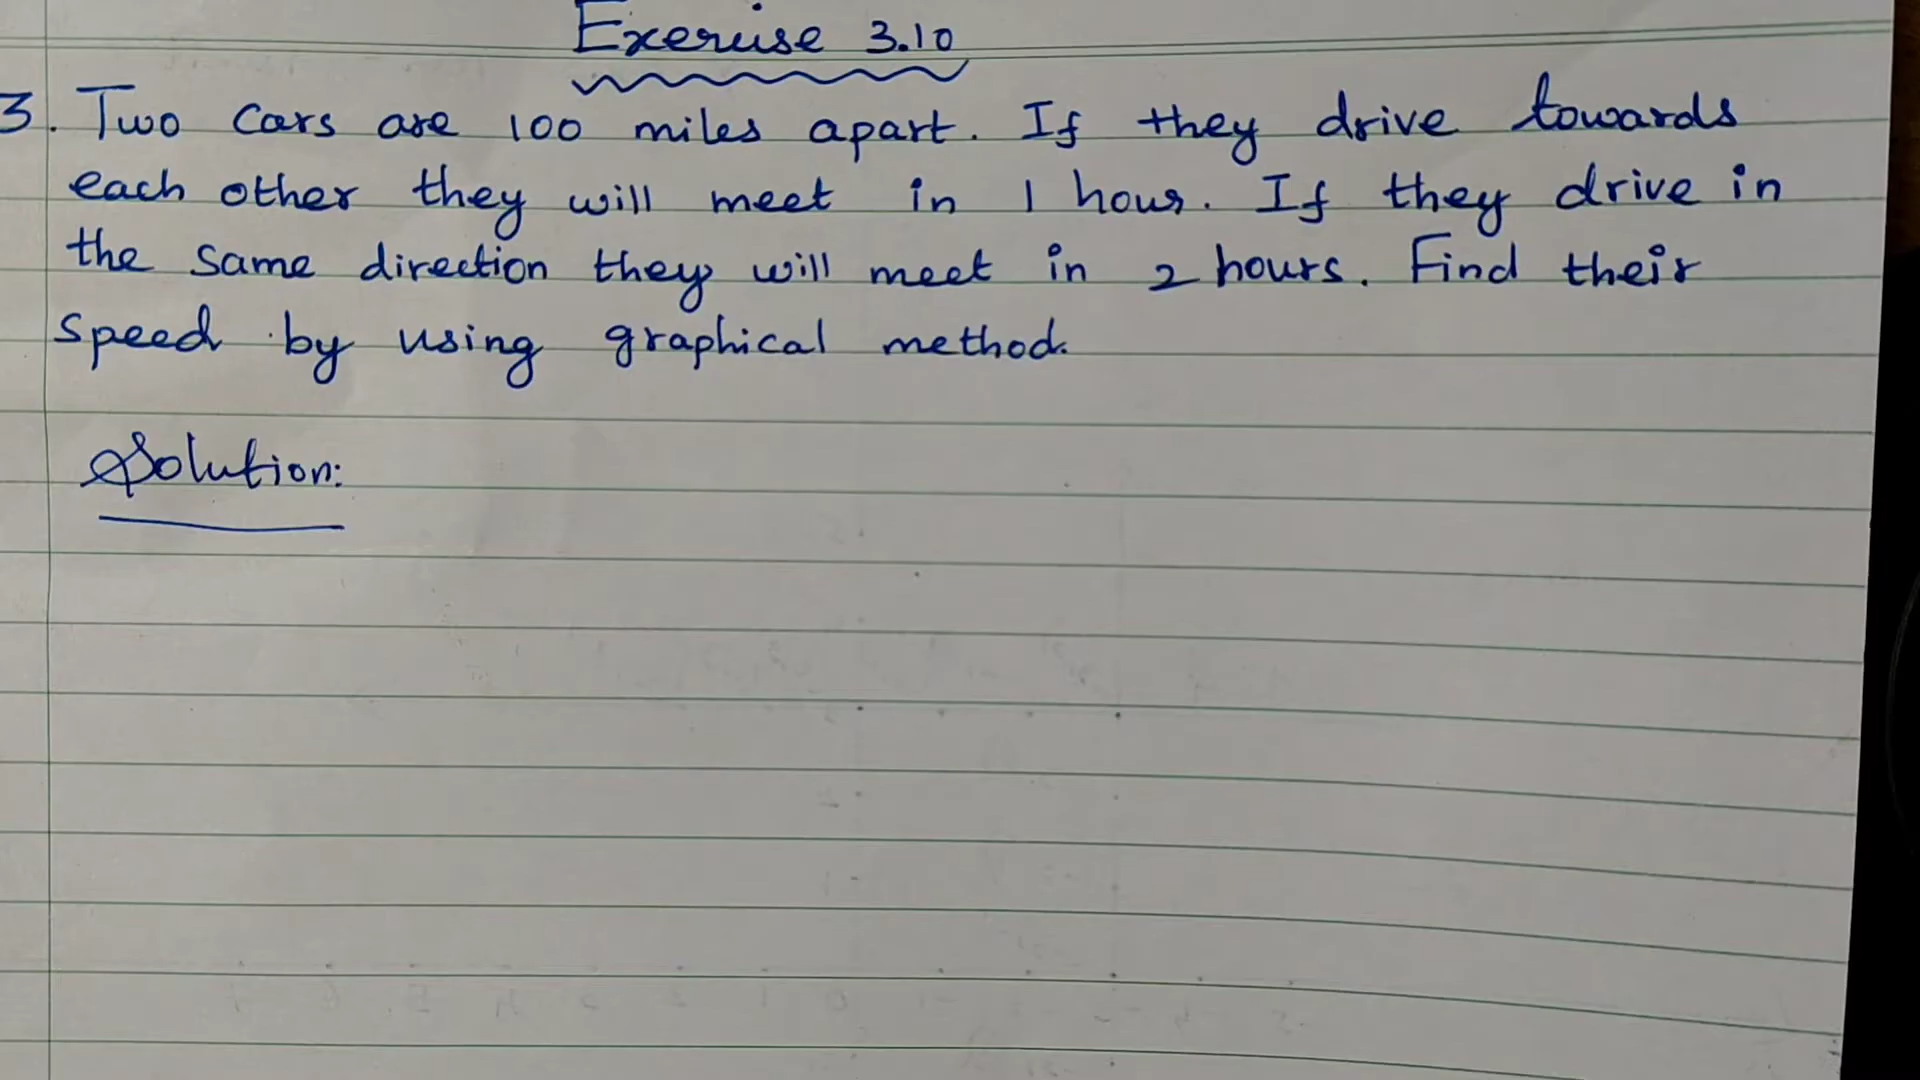 Exercise 3.10
3. Two cars are 100 miles apart. If they drive towards
each other they will meet in 1 hour. If they drive in
the same direction they will meet in 2 hours. Find their
speed by using graphical method.
Solution: